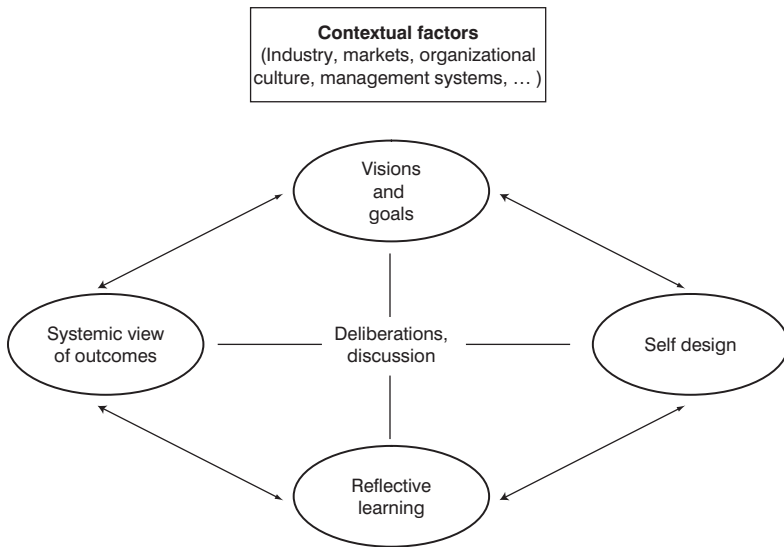 Contextual factors
(Industry, markets, organizational
culture, management systems, … )
Visions
and
goals
Systemic view
of outcomes
Deliberations,
discussion
Self design
Reflective
learning